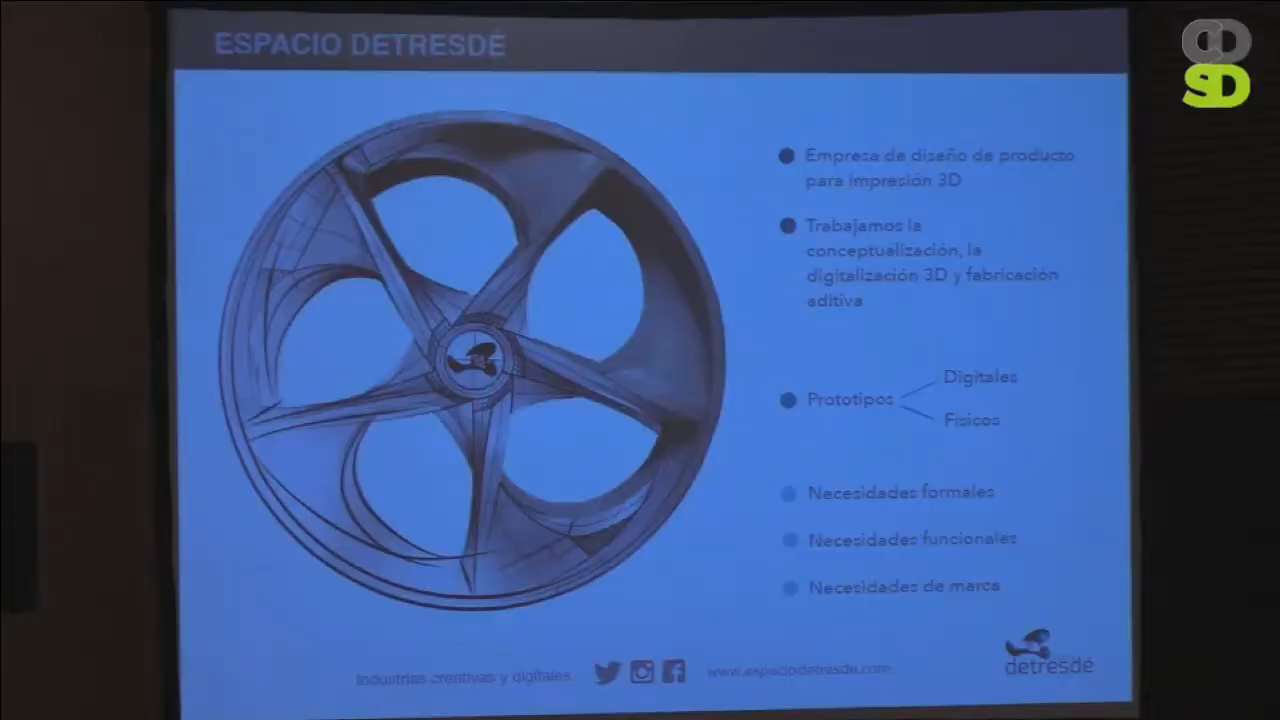 ESPACIO DETRESDÉ
Empresa de diseño de producto
para impresión 3D
Trabajamos la
conceptualización, la
digitalización 3D y fabricación
aditiva
Prototipos
Digitales
Físicos
Necesidades formales
Necesidades funcionales
Necesidades de marca
Industrias creativas y digitales
www.espaciodetresde.com
detresdé
CD
SD